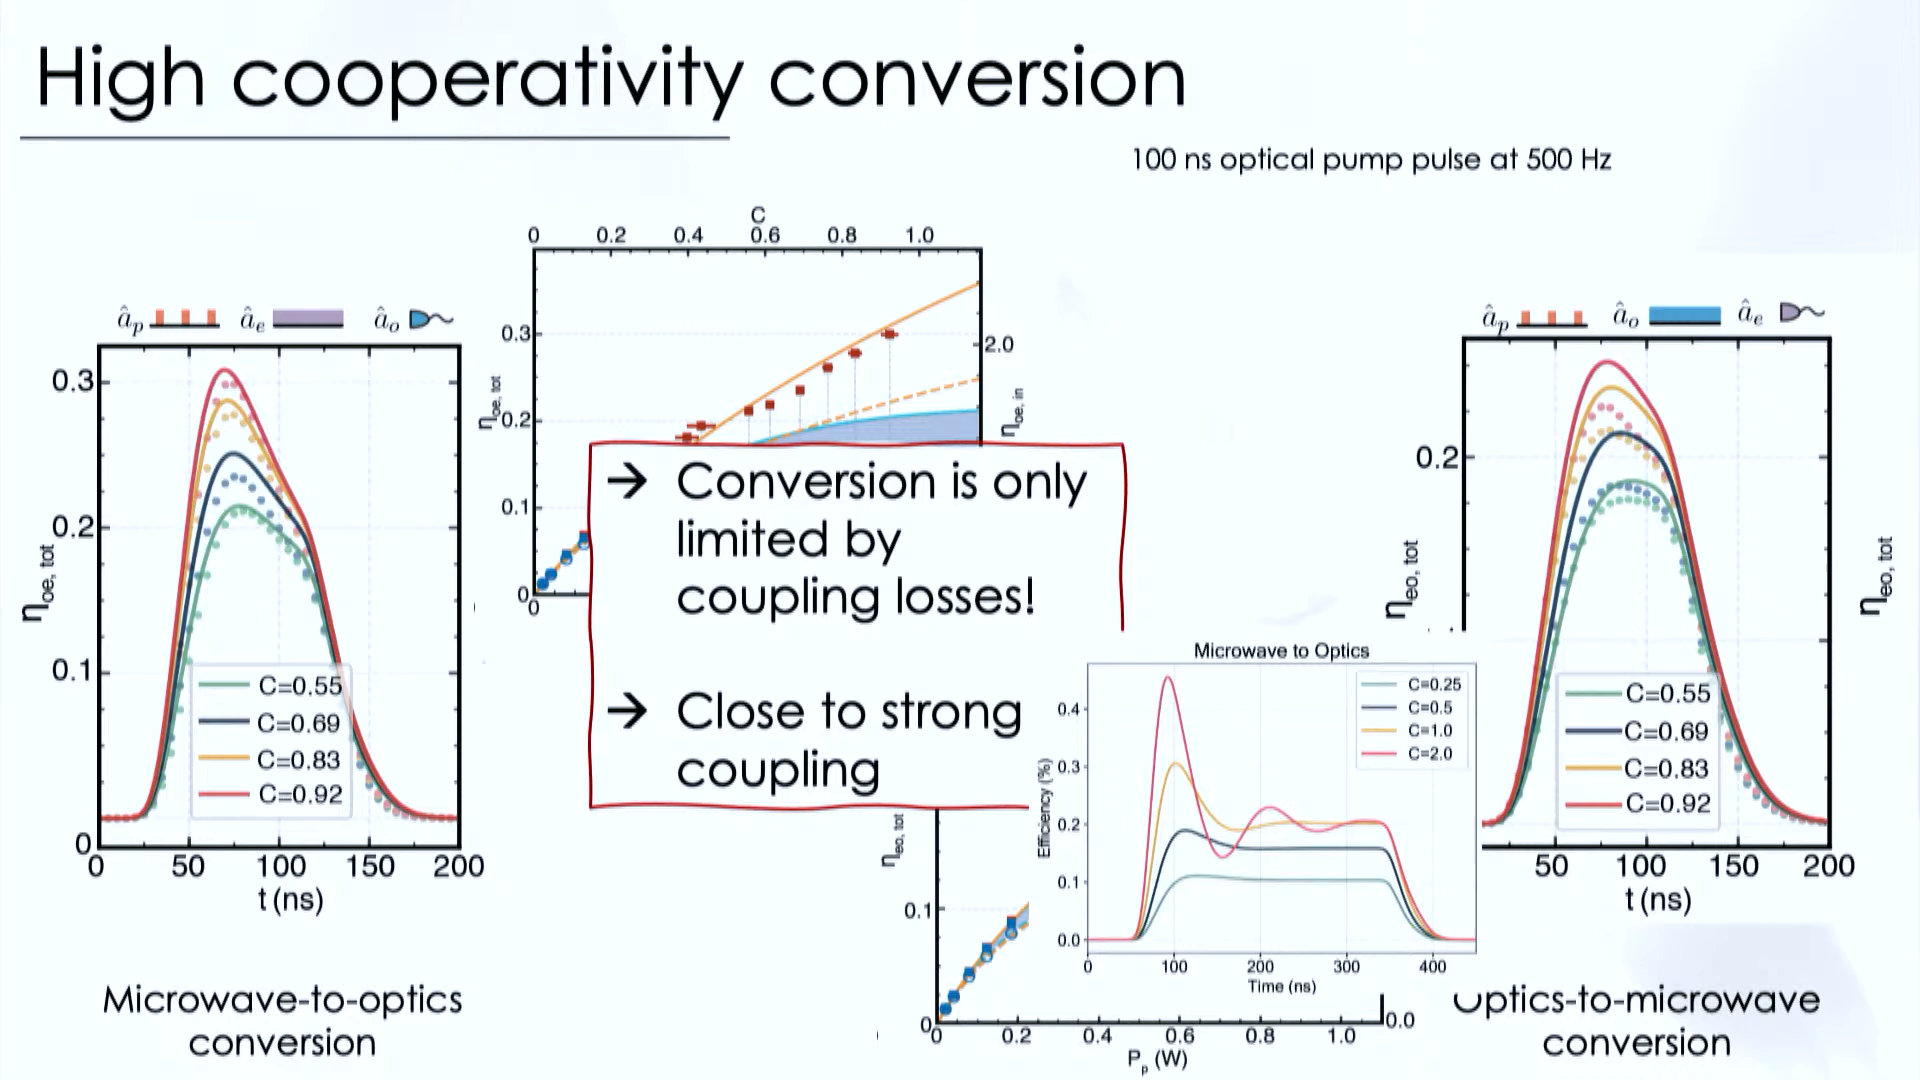 High cooperativity conversion
100 ns optical pump pulse at 500 Hz
C
0 0.2 0.4 0.6 0.8 1.0
0.3
0.2
0.1
0
0
2.0
η_oe, tot
η_oe, in
â_p â_e â_o
0.3
0.2
0.1
0
η_oe, tot
C=0.55
C=0.69
C=0.83
C=0.92
0 50 100 150 200
t (ns)
Microwave-to-optics
conversion
→ Conversion is only
limited by
coupling losses!
→ Close to strong
coupling
η_eo, tot
0.1
0
0 0.2 0.4 0.6 0.8 1.0
0.0
P_p (W)
Microwave to Optics
C=0.25
C=0.5
C=1.0
C=2.0
0.4
0.3
0.2
0.1
0.0
Efficiency (%)
0 100 200 300 400
Time (ns)
â_p â_o â_e
0.2
η_eo, tot
η_eo, tot
C=0.55
C=0.69
C=0.83
C=0.92
50 100 150 200
t (ns)
Optics-to-microwave
conversion